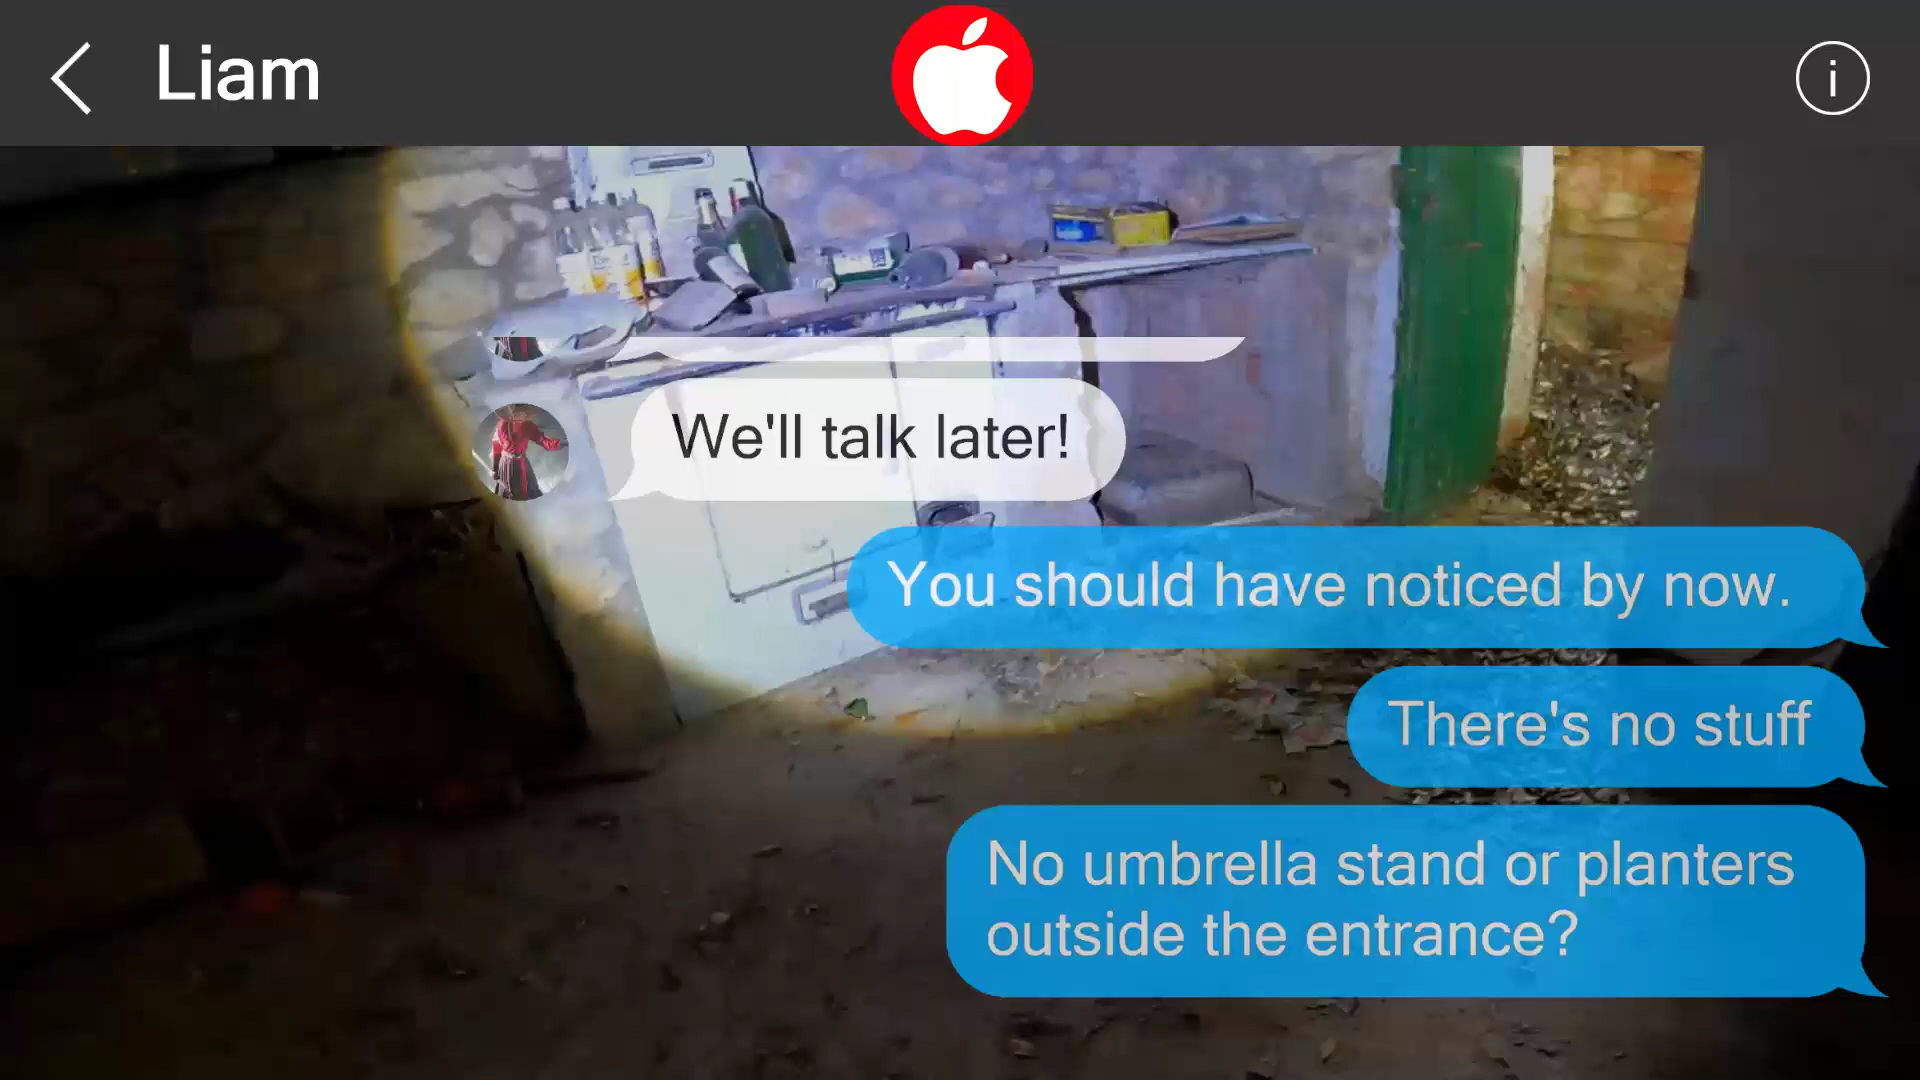 Liam
We'll talk later!
You should have noticed by now.
There's no stuff
No umbrella stand or planters
outside the entrance?